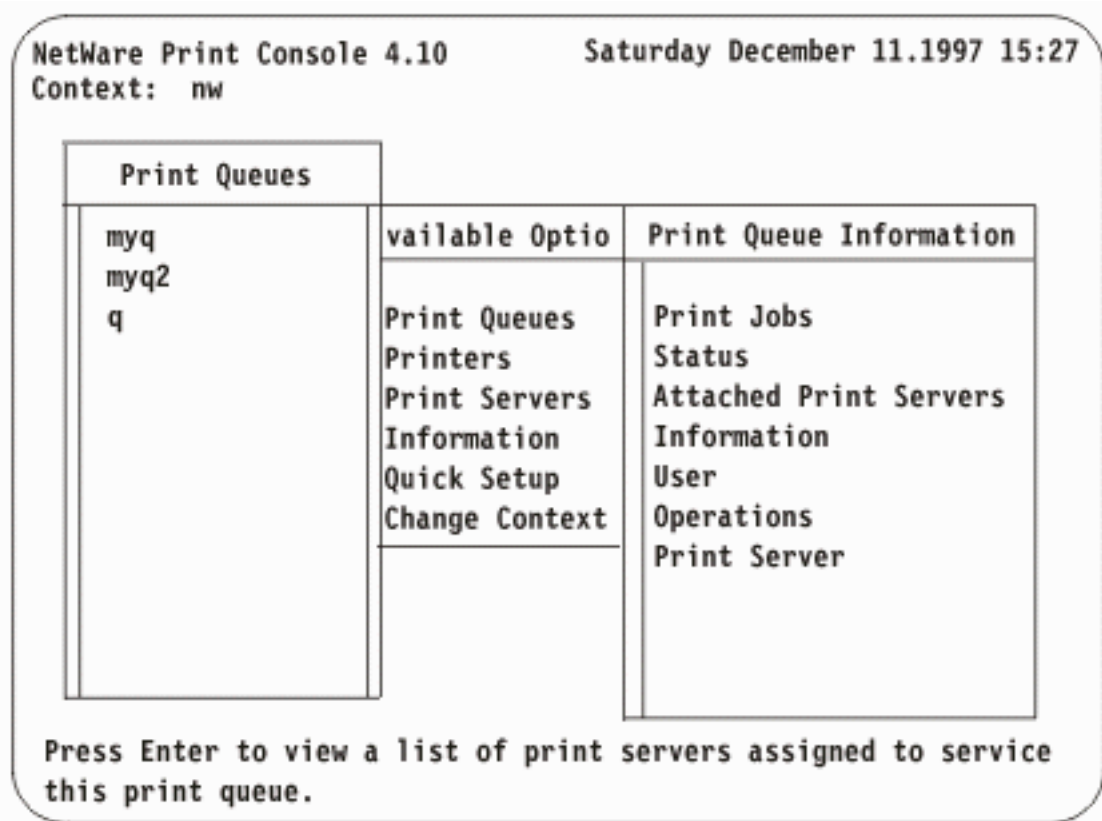 NetWare Print Console 4.10 Saturday December 11.1997 15:27
Context: nw
Print Queues
myq
myq2
q
vailable Optio
Print Queues
Printers
Print Servers
Information
Quick Setup
Change Context
Print Queue Information
Print Jobs
Status
Attached Print Servers
Information
User
Operations
Print Server
Press Enter to view a list of print servers assigned to service
this print queue.